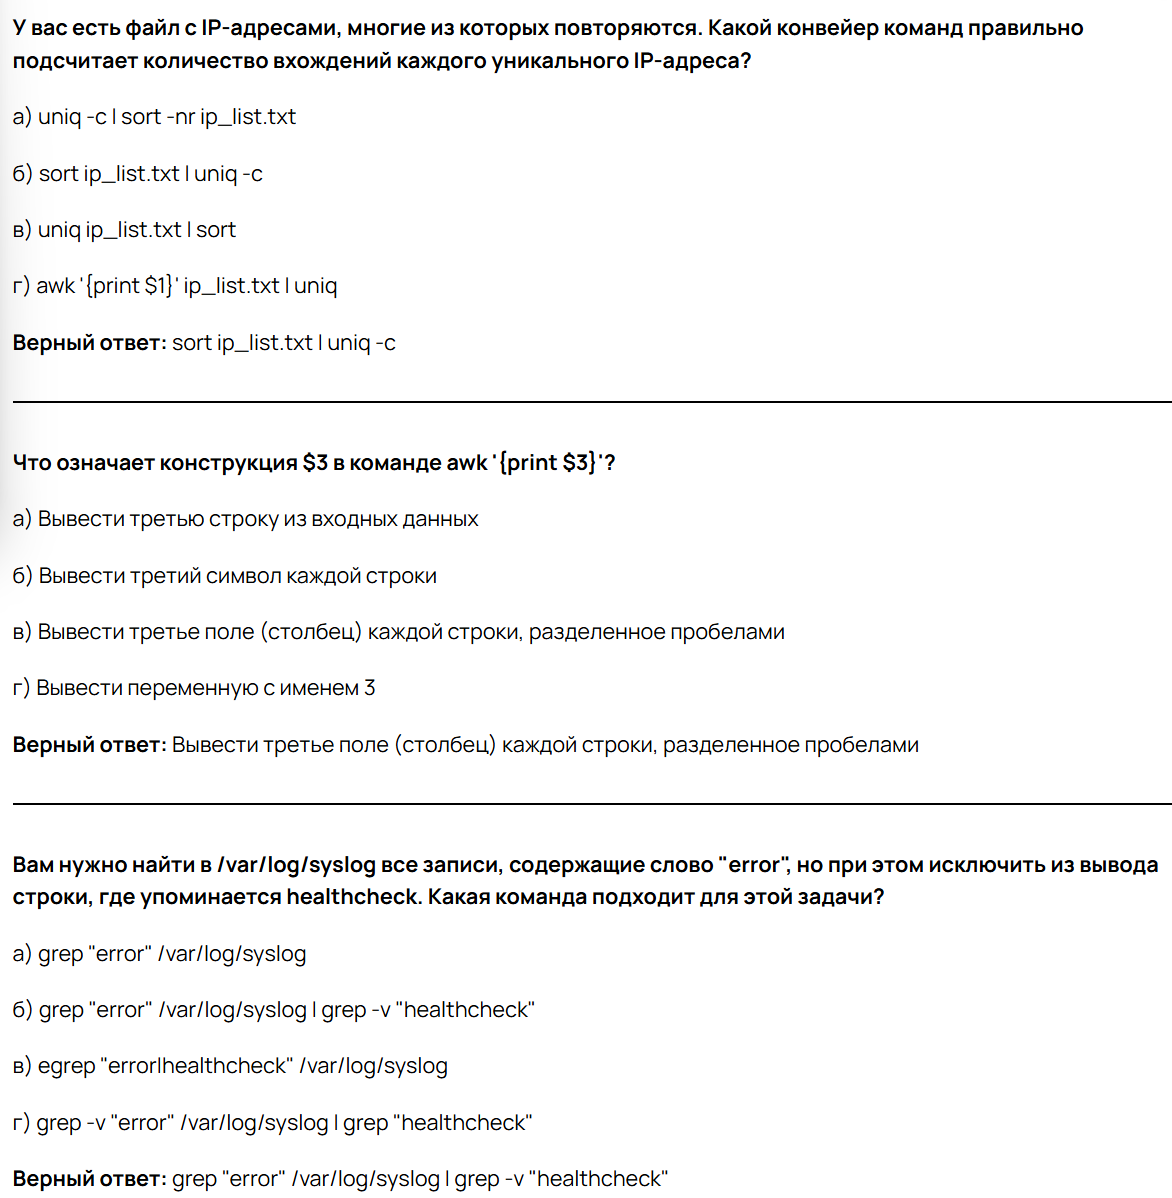 У вас есть файл с IP-адресами, многие из которых повторяются. Какой конвейер команд правильно
подсчитает количество вхождений каждого уникального IP-адреса?
а) uniq -c | sort -nr ip_list.txt
б) sort ip_list.txt | uniq -c
в) uniq ip_list.txt | sort
г) awk '{print $1}' ip_list.txt | uniq
Верный ответ: sort ip_list.txt | uniq -c
Что означает конструкция $3 в команде awk '{print $3}'?
а) Вывести третью строку из входных данных
б) Вывести третий символ каждой строки
в) Вывести третье поле (столбец) каждой строки, разделенное пробелами
г) Вывести переменную с именем 3
Верный ответ: Вывести третье поле (столбец) каждой строки, разделенное пробелами
Вам нужно найти в /var/log/syslog все записи, содержащие слово "error", но при этом исключить из вывода
строки, где упоминается healthcheck. Какая команда подходит для этой задачи?
а) grep "error" /var/log/syslog
б) grep "error" /var/log/syslog | grep -v "healthcheck"
в) egrep "error|healthcheck" /var/log/syslog
г) grep -v "error" /var/log/syslog | grep "healthcheck"
Верный ответ: grep "error" /var/log/syslog | grep -v "healthcheck"